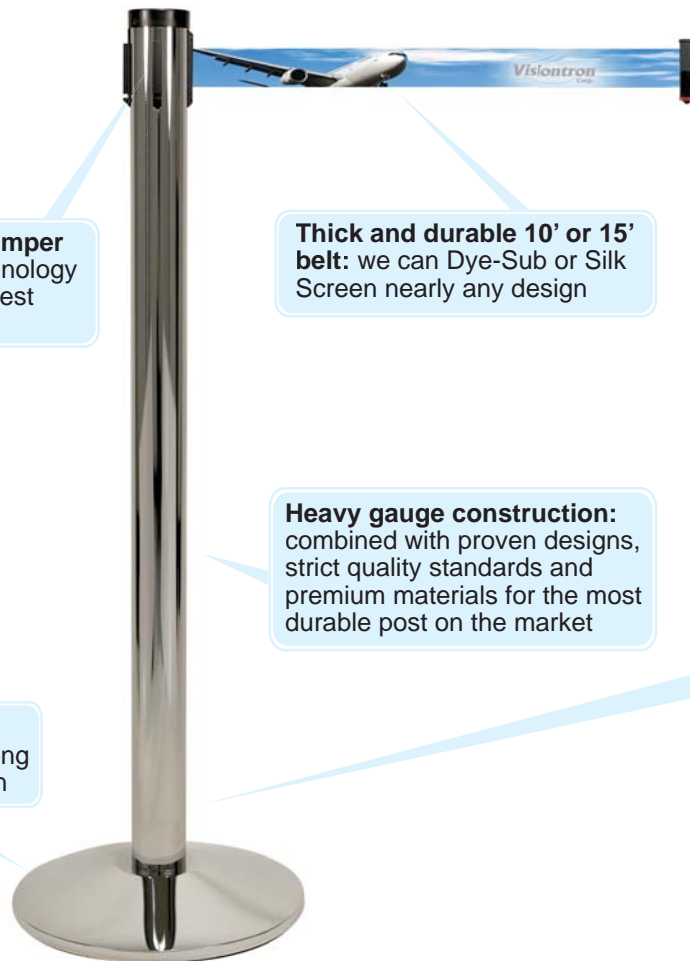 Visiontron
Corp.
mper
nology
est
Thick and durable 10’ or 15’
belt: we can Dye-Sub or Silk
Screen nearly any design
Heavy gauge construction:
combined with proven designs,
strict quality standards and
premium materials for the most
durable post on the market
ng
n